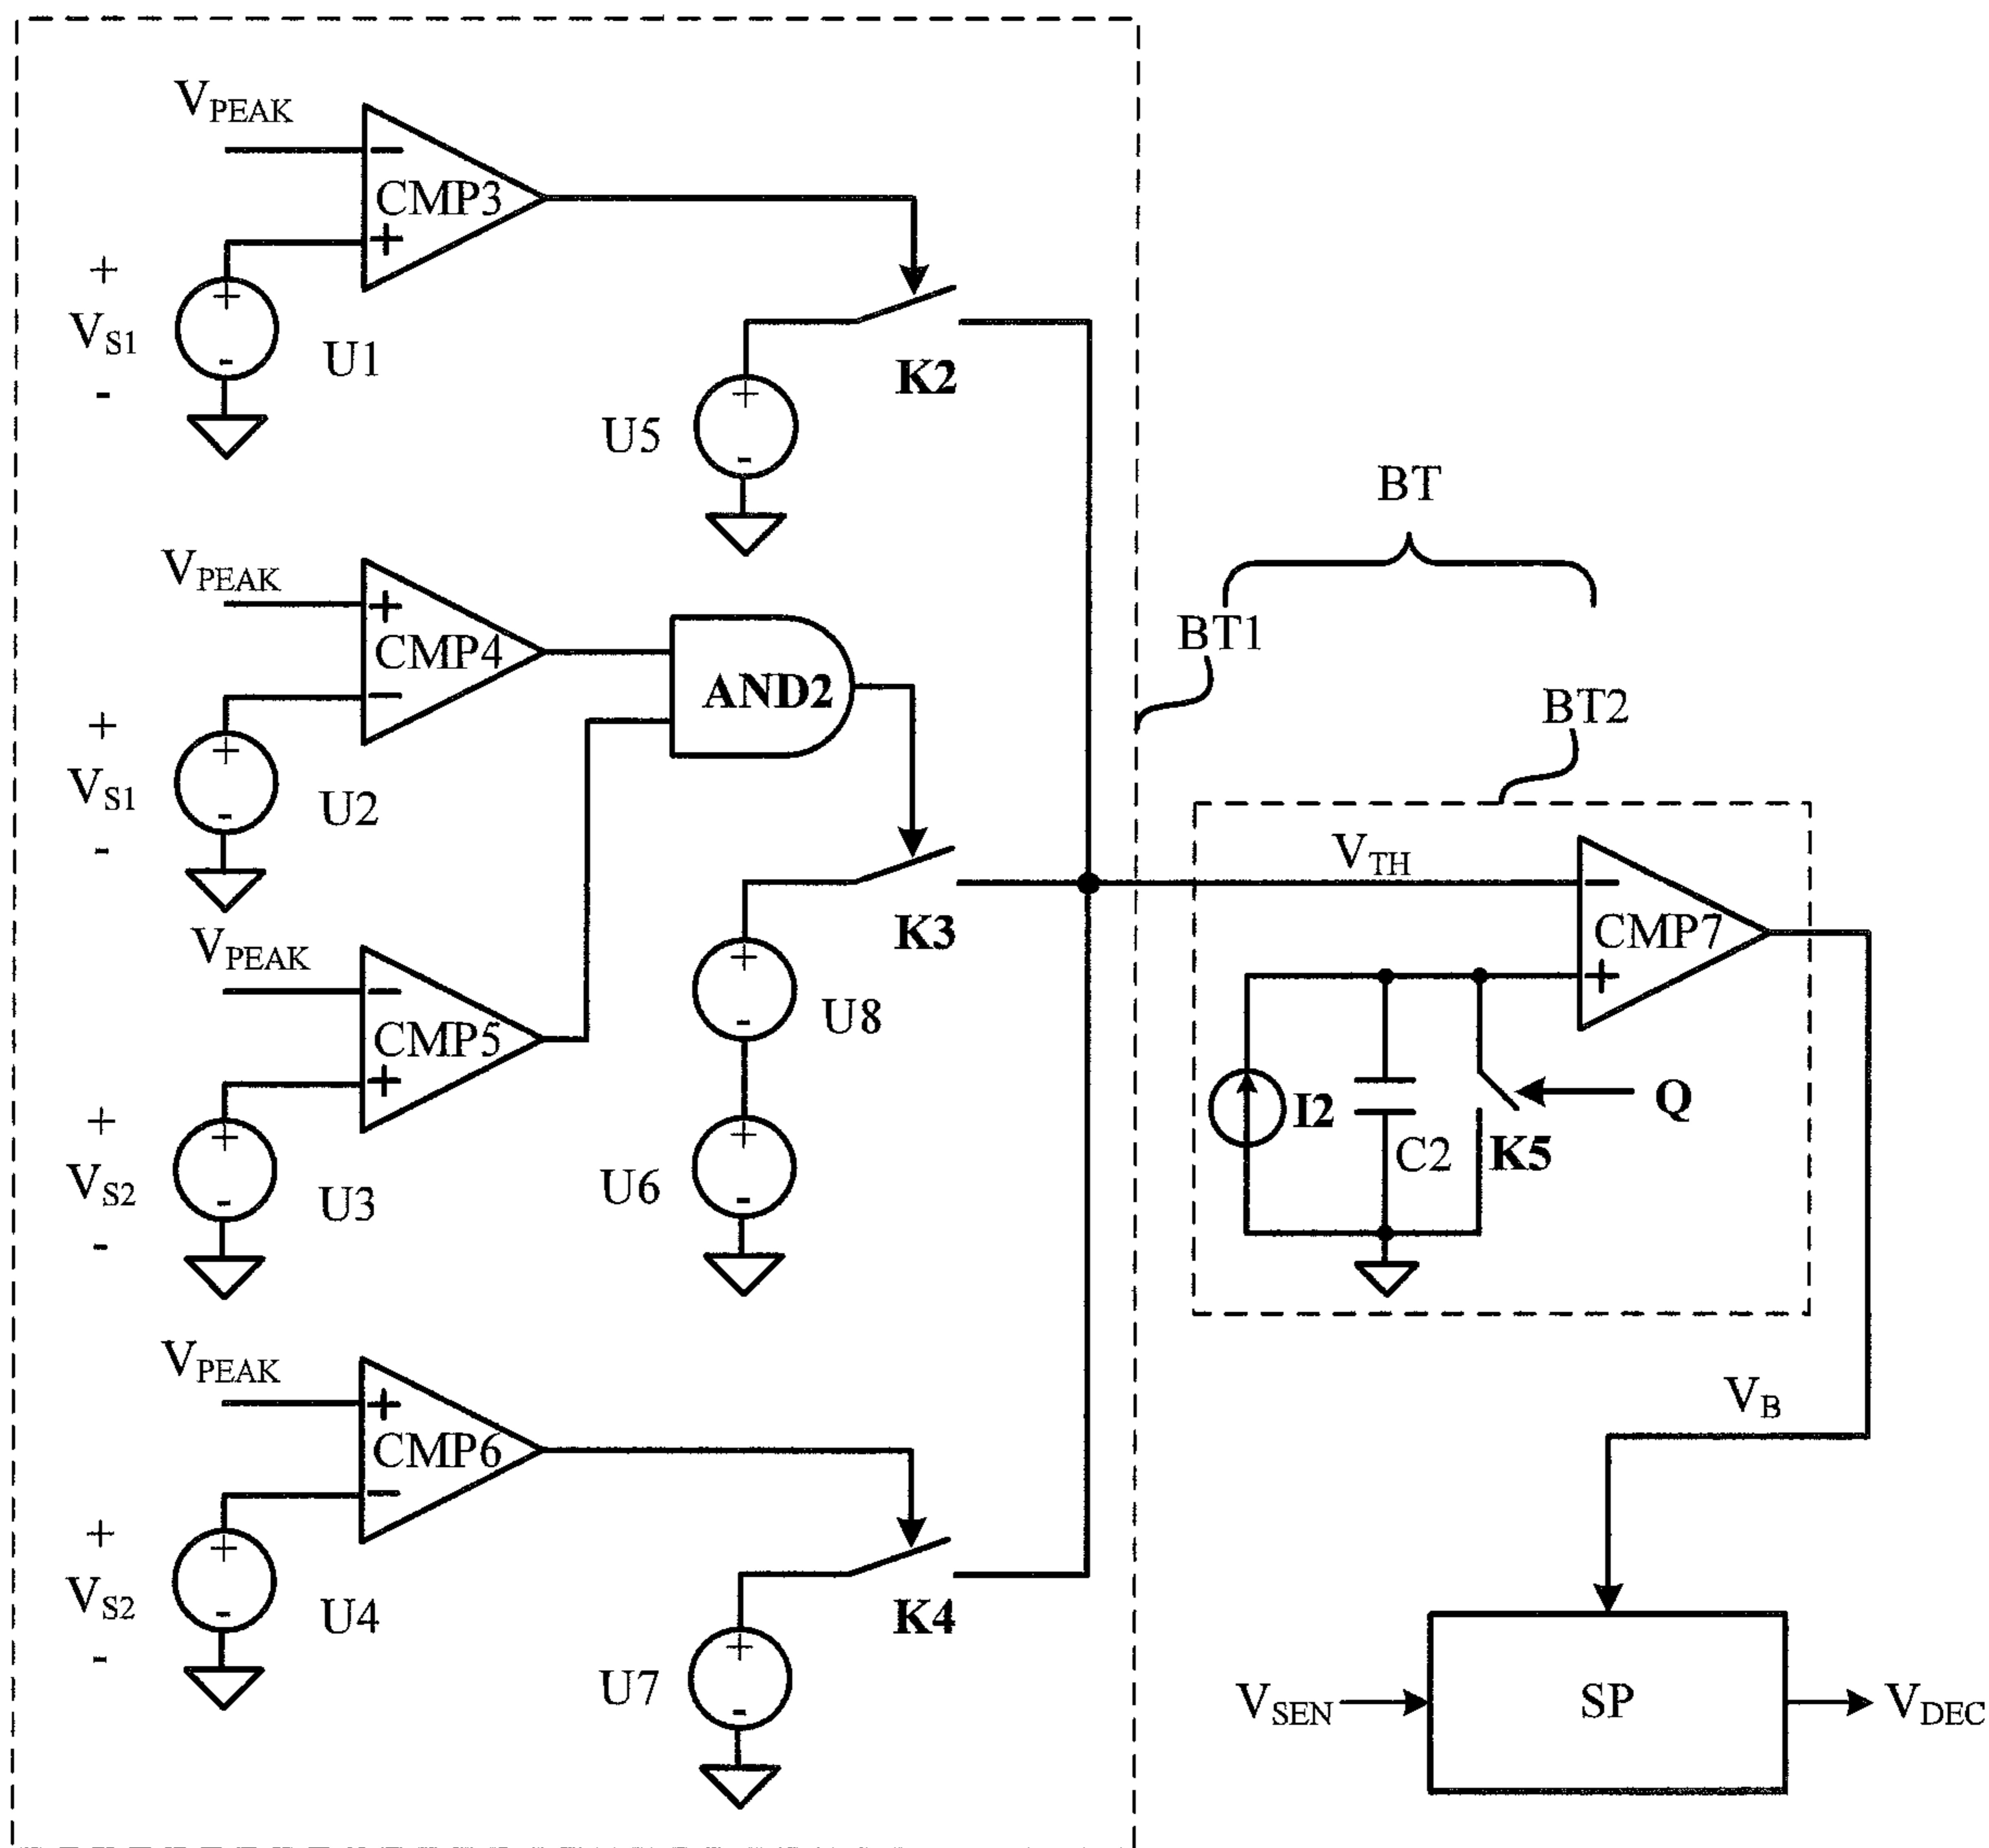 VPEAK
−
CMP3
+
+
VS1
-
+
-
U1
K2
U5
+
-
VPEAK
+
CMP4
−
+
VS1
-
+
-
U2
AND2
VPEAK
−
CMP5
+
+
VS2
-
+
-
U3
K3
+
-
U8
+
-
U6
VPEAK
+
CMP6
−
+
VS2
-
+
-
U4
K4
+
-
U7
BT
BT1
BT2
VTH
−
CMP7
+
I2
C2
K5
Q
VB
VSEN
SP
VDEC